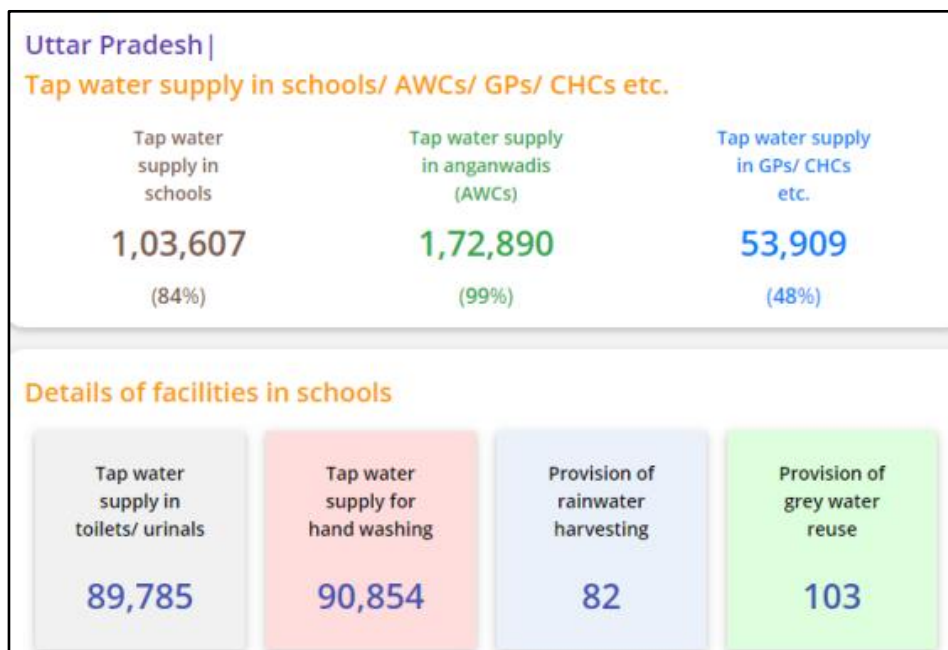 Uttar Pradesh|
Tap water supply in schools/ AWCs/ GPs/ CHCs etc.
Tap water
supply in
schools
1,03,607
(84%)
Tap water supply
in anganwadis
(AWCs)
1,72,890
(99%)
Tap water supply
in GPs/ CHCs
etc.
53,909
(48%)
Details of facilities in schools
Tap water
supply in
toilets/ urinals
89,785
Tap water
supply for
hand washing
90,854
Provision of
rainwater
harvesting
82
Provision of
grey water
reuse
103